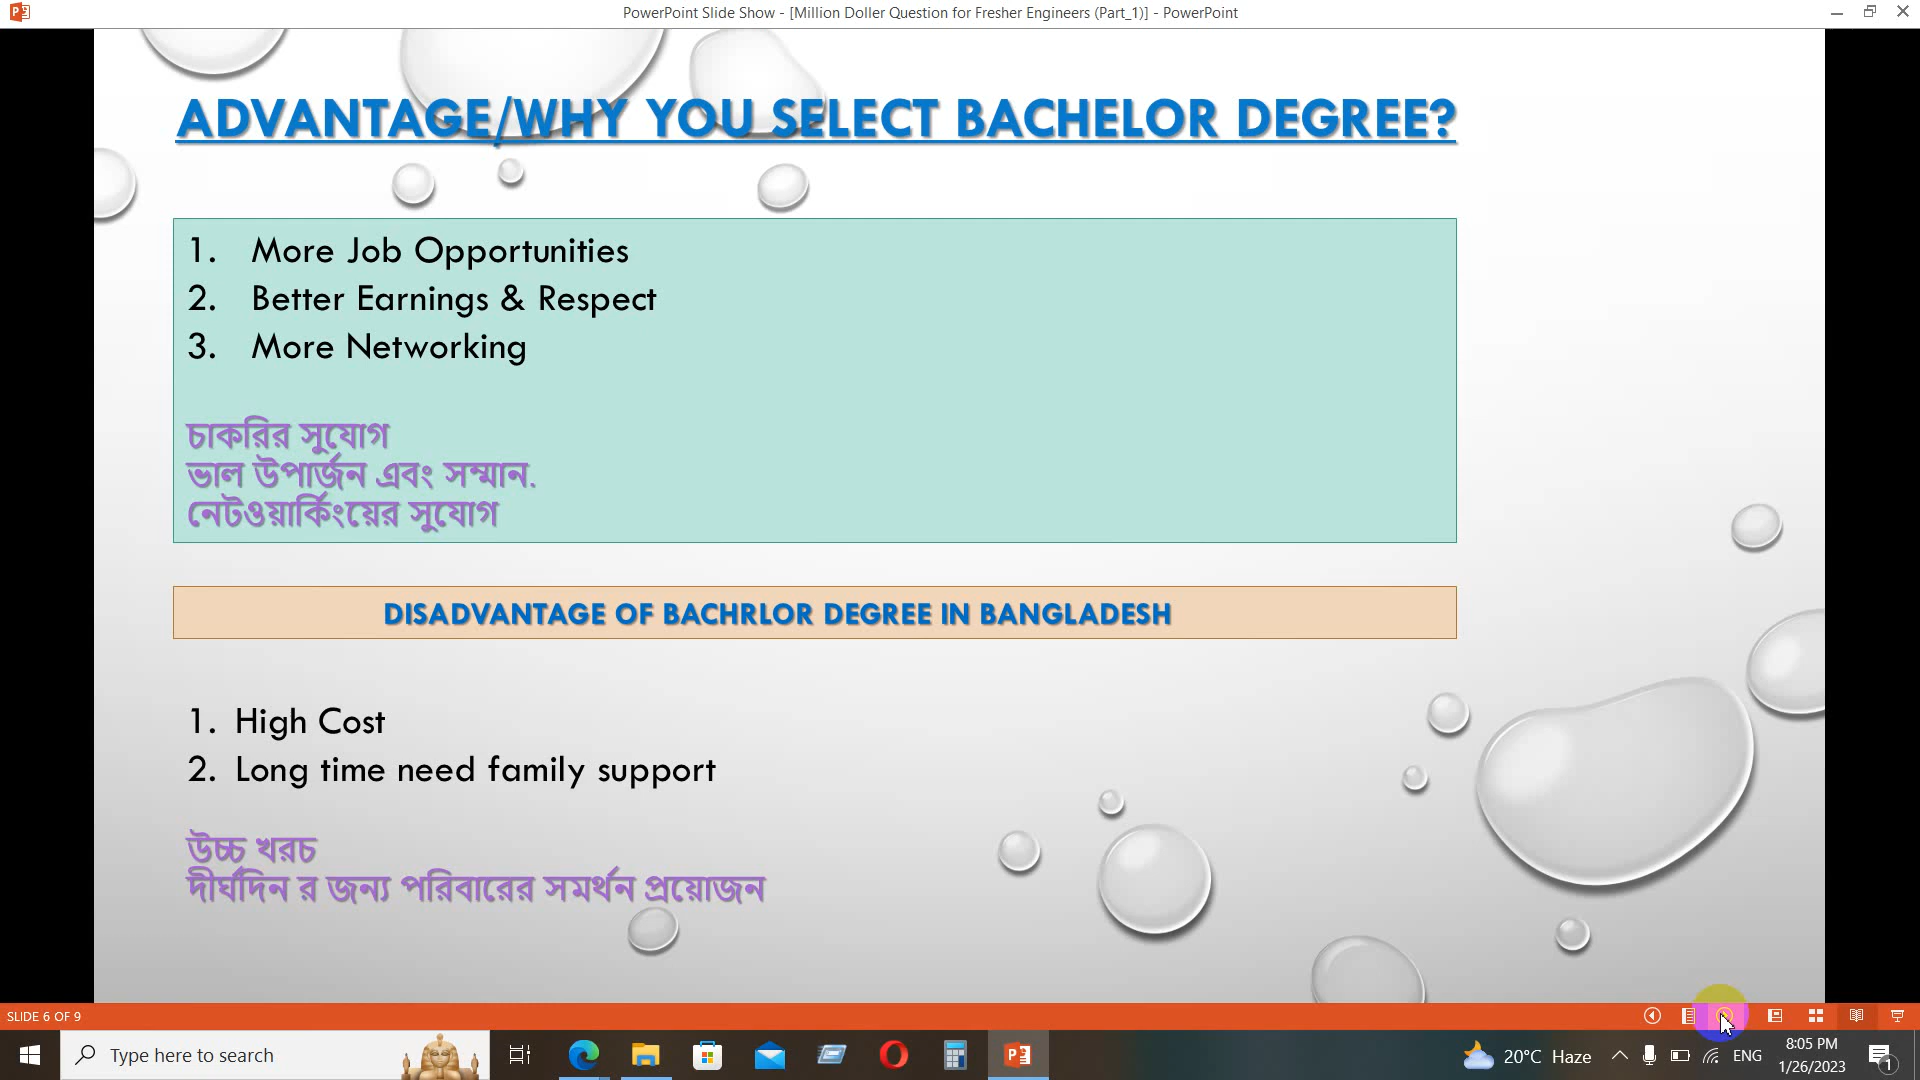 PowerPoint Slide Show - [Million Doller Question for Fresher Engineers (Part_1)] - PowerPoint
ADVANTAGE/WHY YOU SELECT BACHELOR DEGREE?
1. More Job Opportunities
2. Better Earnings & Respect
3. More Networking
চাকরির সুযোগ
ভাল উপার্জন এবং সম্মান.
নেটওয়ার্কিংয়ের সুযোগ
DISADVANTAGE OF BACHRLOR DEGREE IN BANGLADESH
1. High Cost
2. Long time need family support
উচ্চ খরচ
দীর্ঘদিন র জন্য পরিবারের সমর্থন প্রয়োজন
SLIDE 6 OF 9
Type here to search
20°C Haze
ENG
8:05 PM
1/26/2023
1